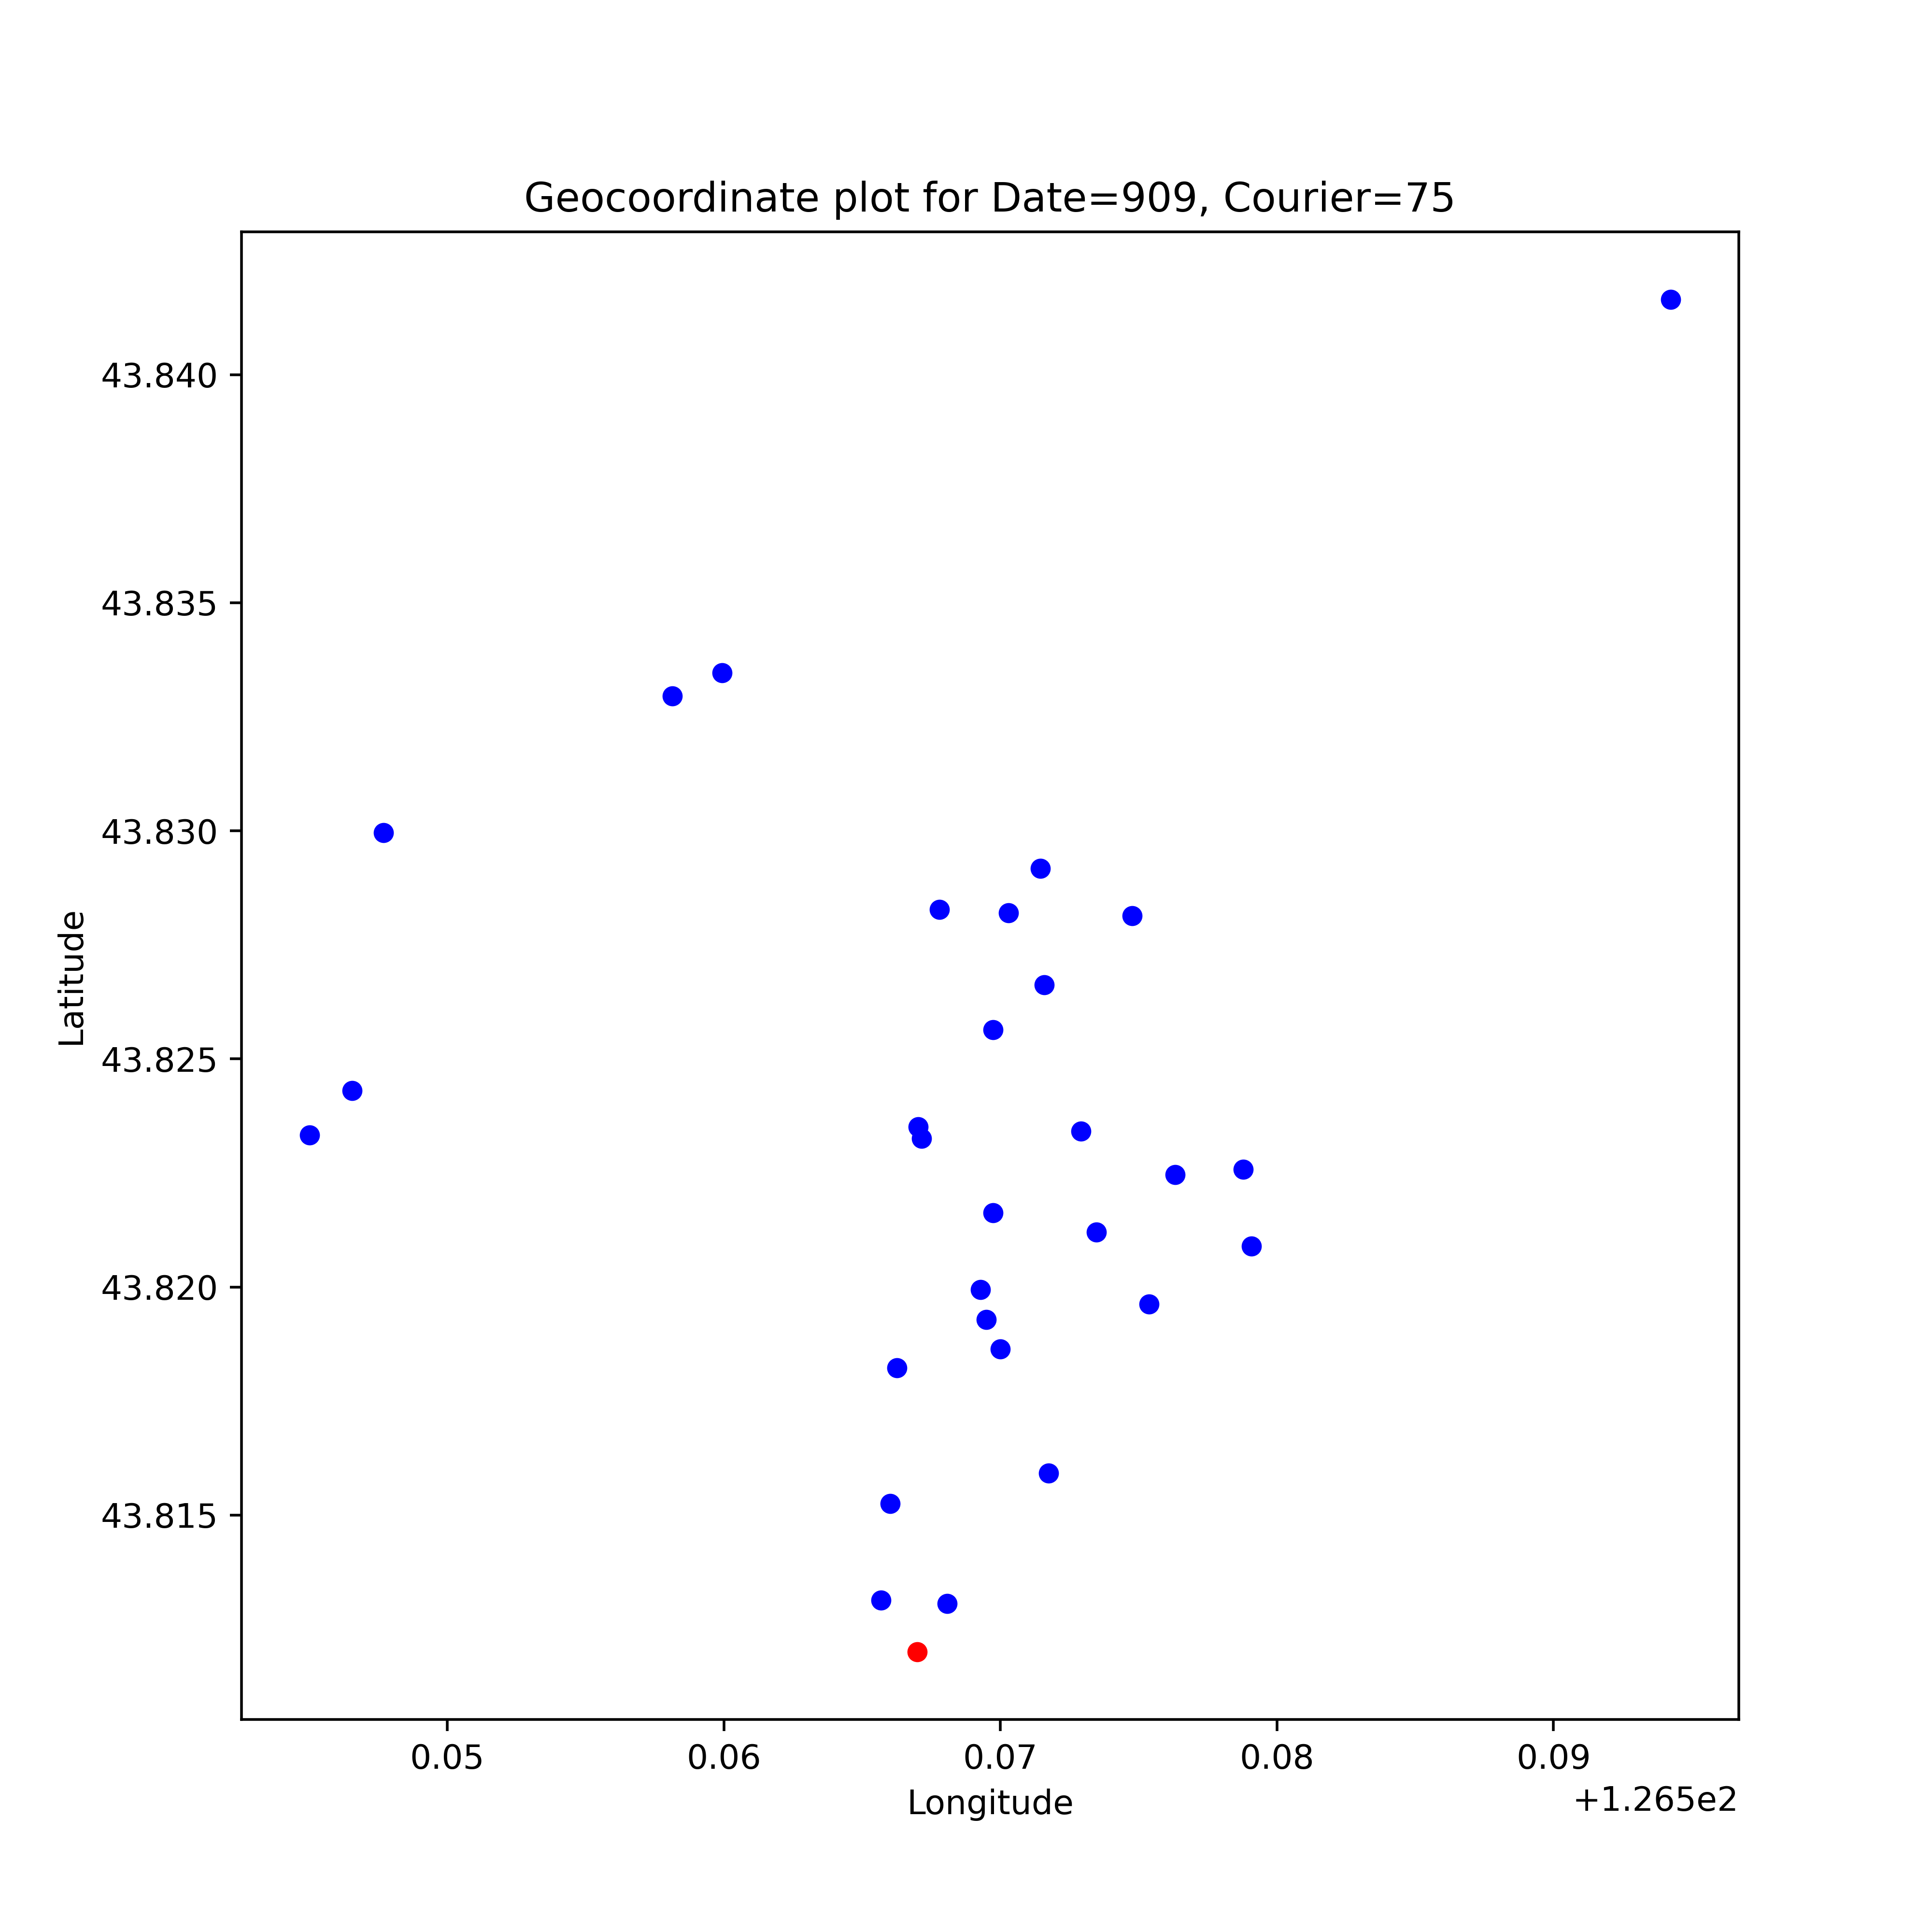 Geocoordinate plot for Date=909, Courier=75
43.840
43.835
43.830
43.825
43.820
43.815
Latitude
0.05 0.06 0.07 0.08 0.09
+1.265e2
Longitude